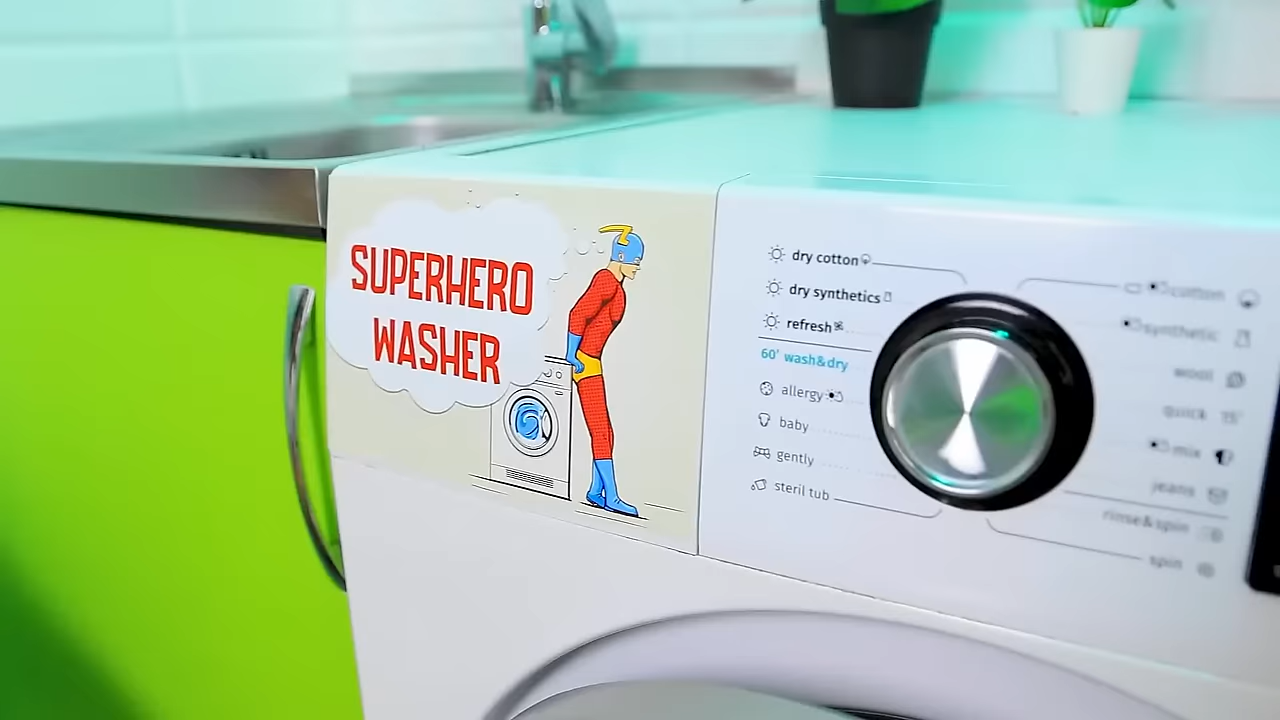 SUPERHERO
WASHER
dry cotton
dry synthetics
refresh
60' wash&dry
allergy
baby
gently
steril tub
cotton
synthetic
wool
quick 15'
mix
jeans
rinse&spin
spin